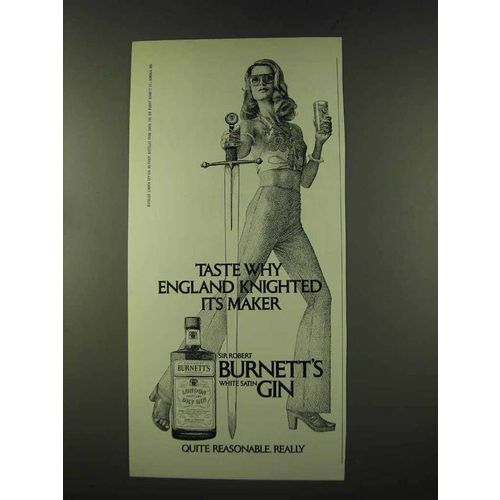 TASTE WHY
ENGLAND KNIGHTED
ITS MAKER
SIR ROBERT
BURNETT'S
WHITE SATIN
GIN
BURNETT'S
LONDON
DRY GIN
QUITE REASONABLE. REALLY